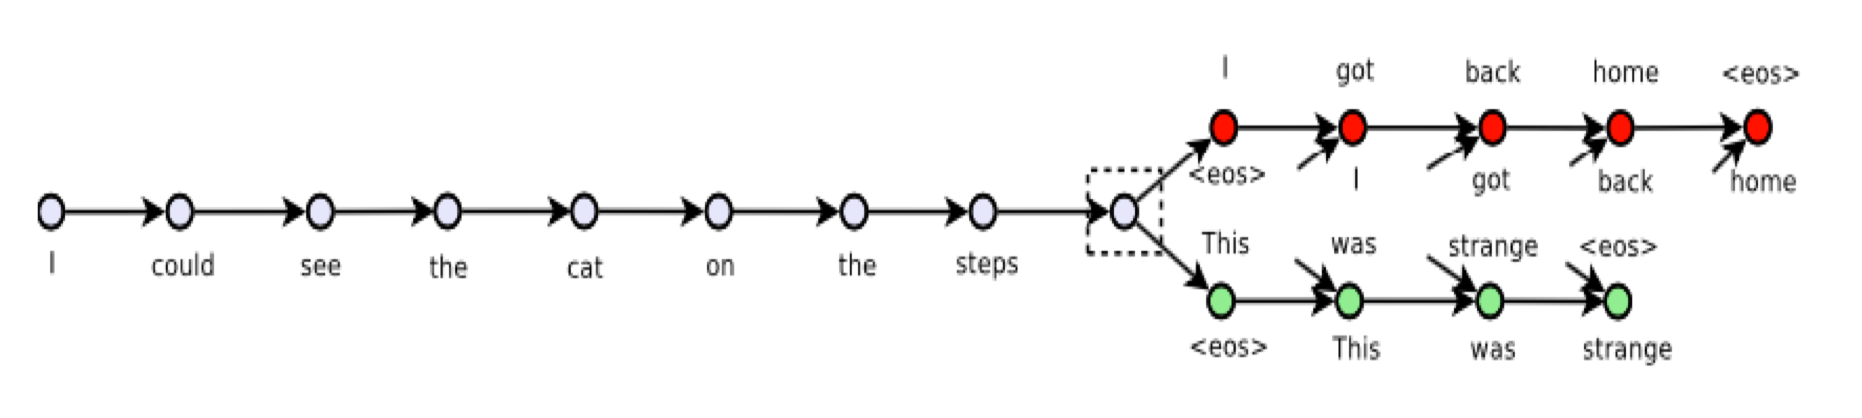 I got back home <eos>
<eos> I got back home
I could see the cat on the steps
This was strange <eos>
<eos> This was strange